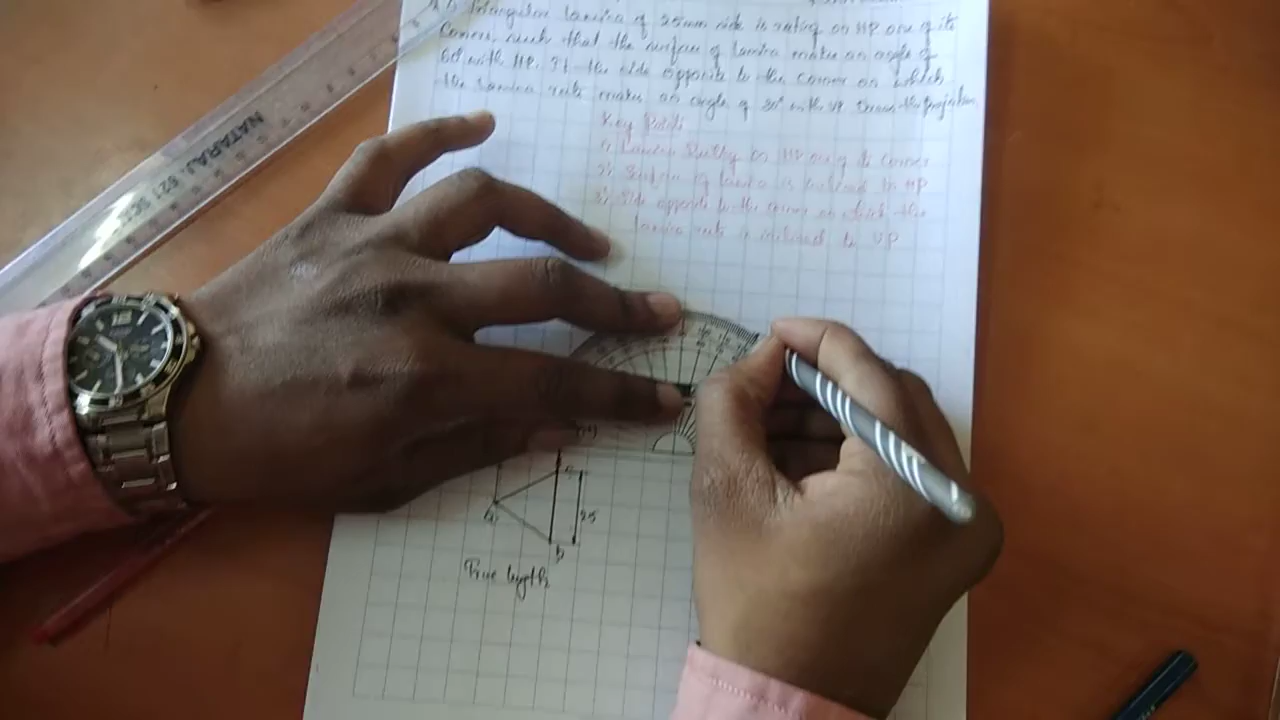 Triangular lamina of 25mm side is resting on HP one of its
corners such that the surface of lamina makes an angle of
60° with HP. If the side opposite to the corner on which
the lamina rests makes an angle of 30° with VP Draw the projection
Key Points
1. Lamina Resting on HP one of its corner
2. Surface of lamina is inclined to HP
3. Side opposite to the corner on which the
lamina rests is inclined to VP
NATARAJ 621
a
c
b
25
True length